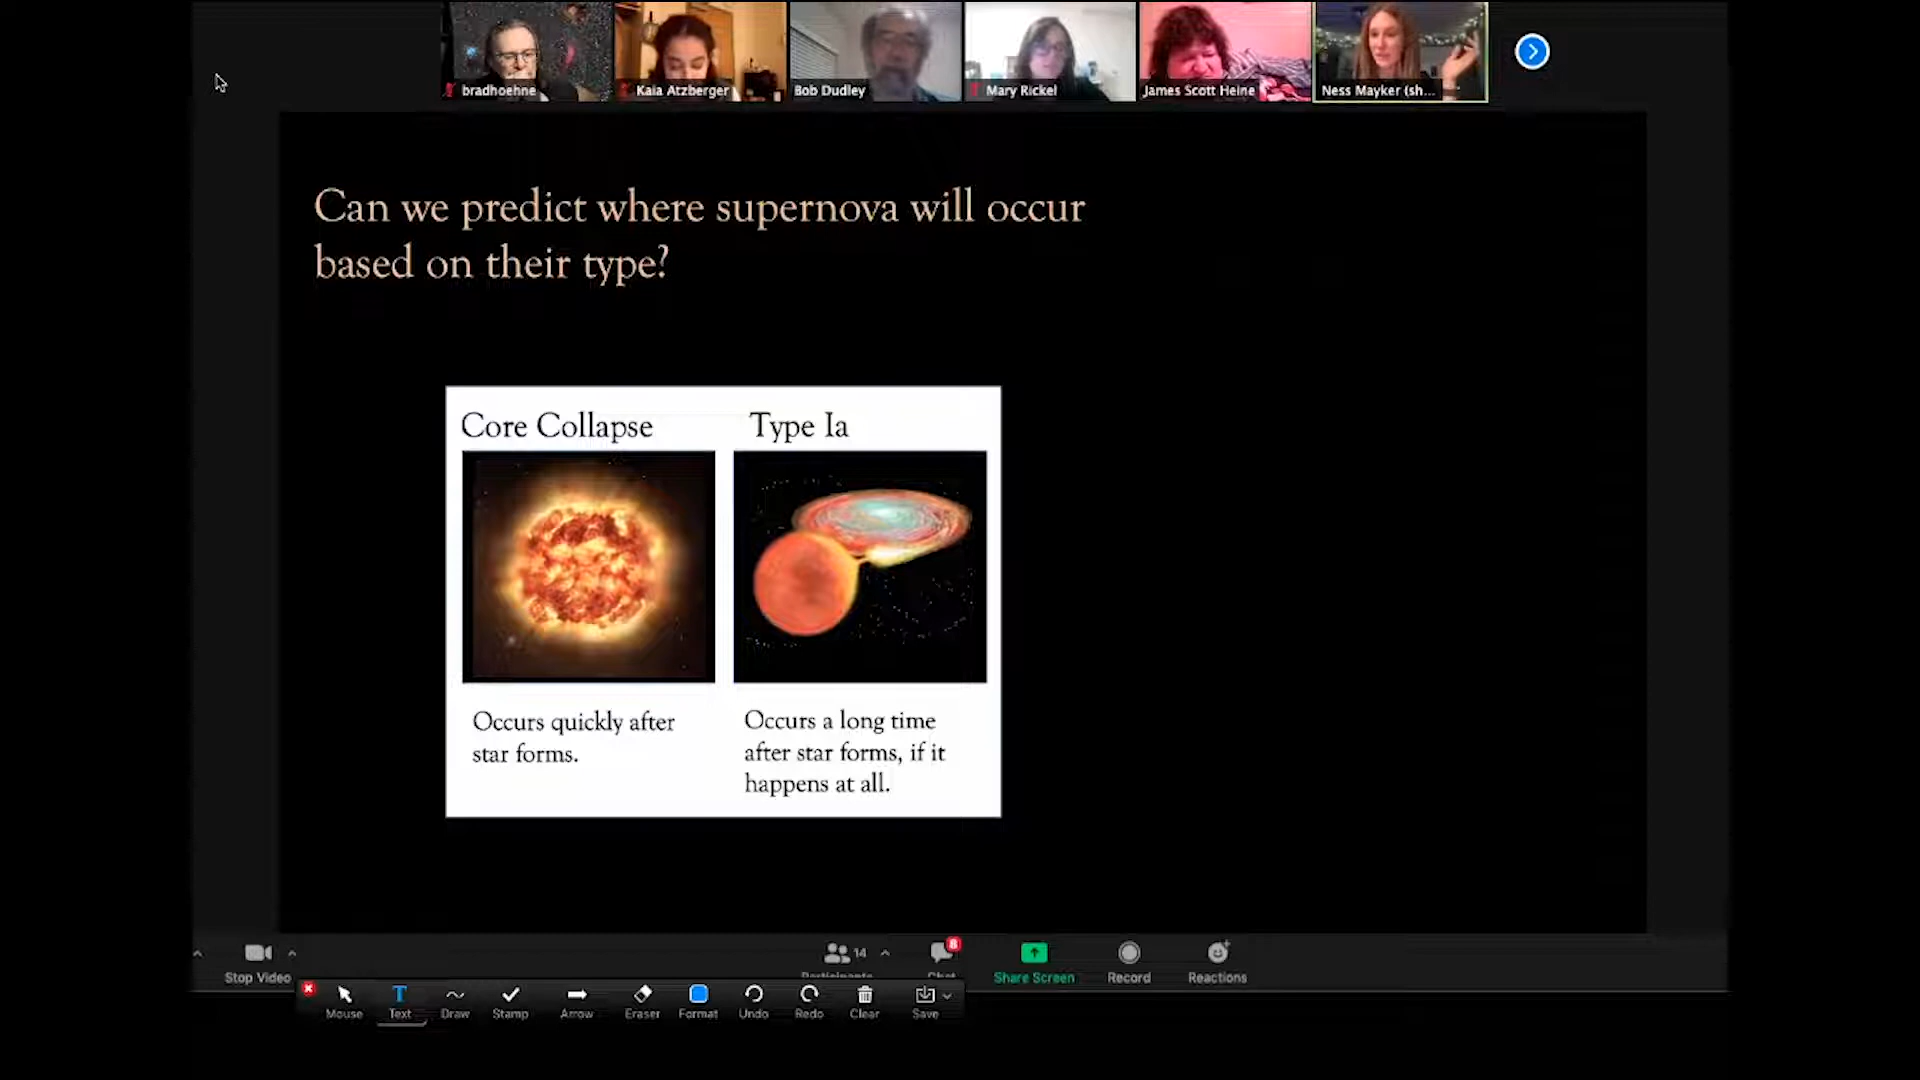 bradhoehne
Kaia Atzberger
Bob Dudley
Mary Rickel
James Scott Heine
Ness Mayker (sh...
Can we predict where supernova will occur
based on their type?
Core Collapse
Type Ia
Occurs quickly after
star forms.
Occurs a long time
after star forms, if it
happens at all.
14
8
Stop Video
Participants
Chat
Share Screen
Record
Reactions
Mouse
Text
Draw
Stamp
Arrow
Eraser
Format
Undo
Redo
Clear
Save